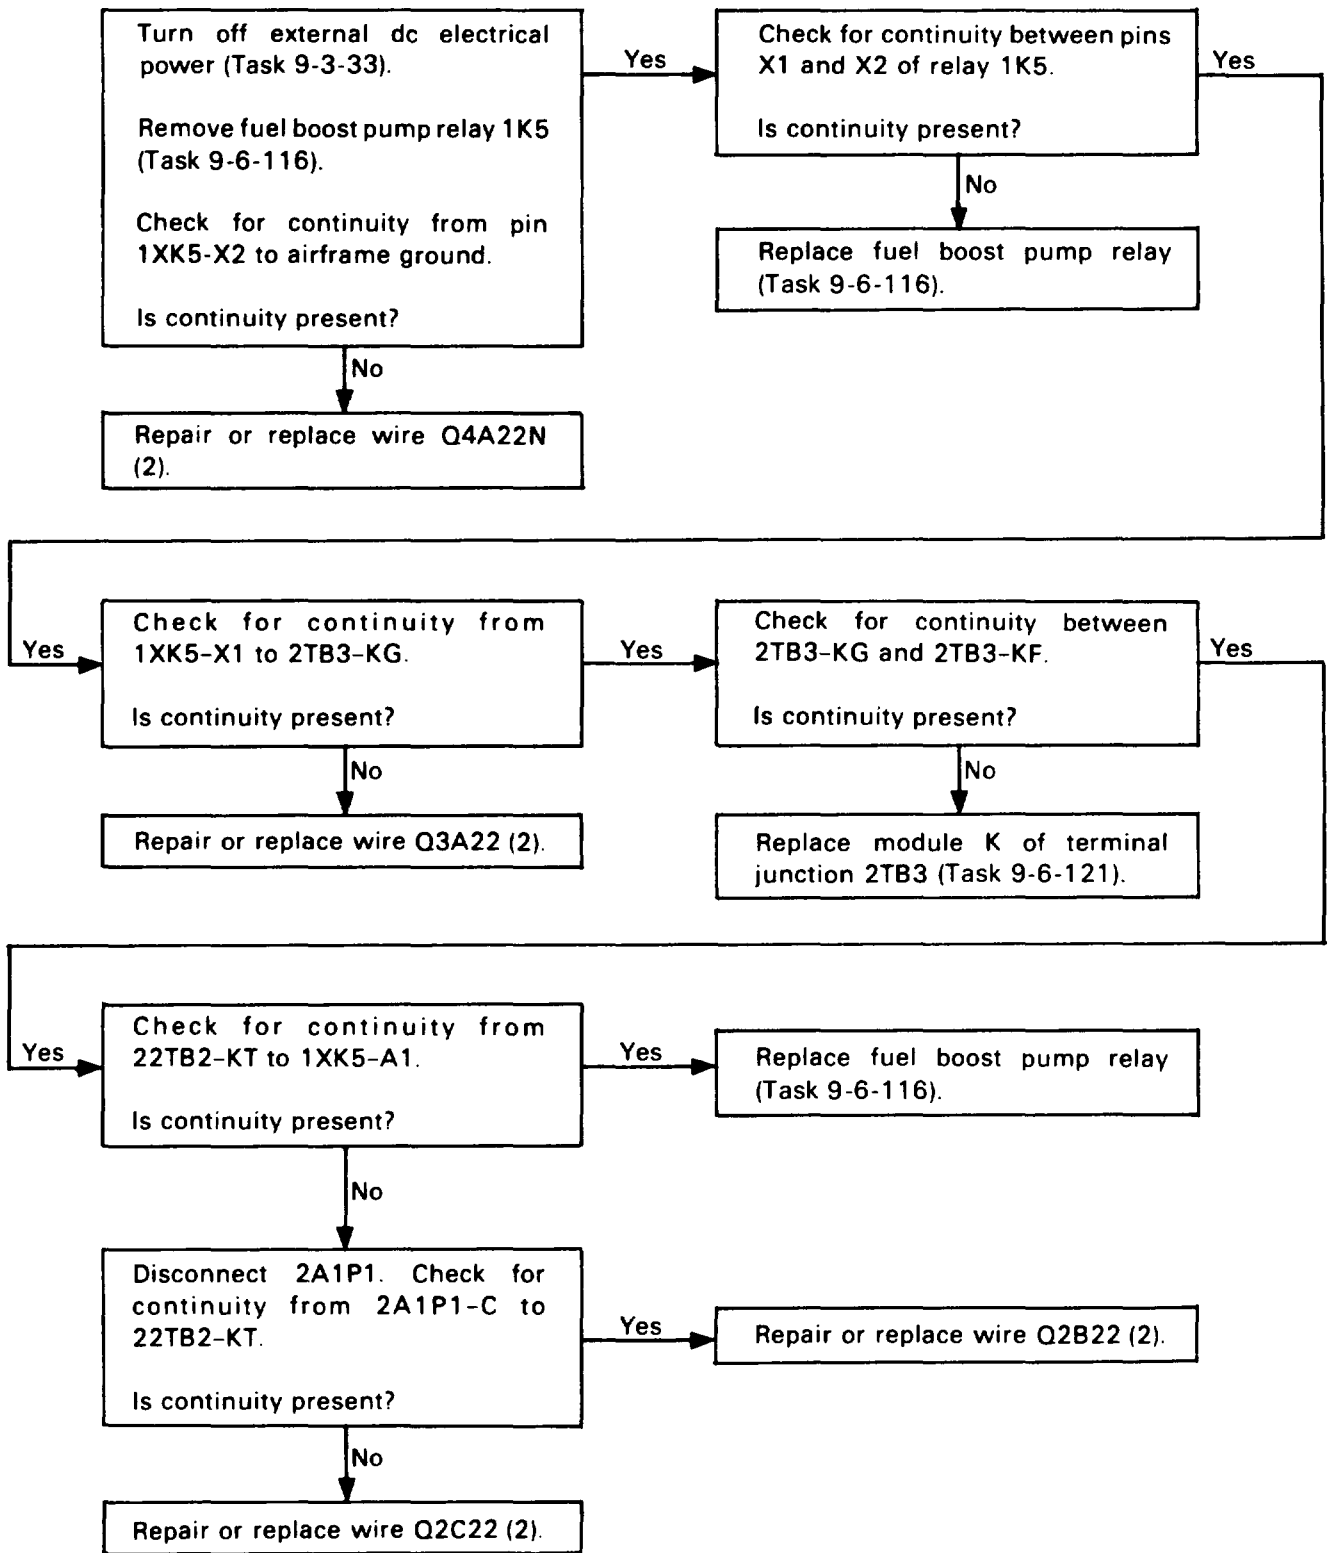 Turn off external dc electrical
power (Task 9-3-33).
Remove fuel boost pump relay 1K5
(Task 9-6-116).
Check for continuity from pin
1XK5-X2 to airframe ground.
Is continuity present?
Yes
Check for continuity between pins
X1 and X2 of relay 1K5.
Is continuity present?
Yes
No
Replace fuel boost pump relay
(Task 9-6-116).
No
Repair or replace wire Q4A22N
(2).
Yes
Check for continuity from
1XK5-X1 to 2TB3-KG.
Is continuity present?
Yes
Check for continuity between
2TB3-KG and 2TB3-KF.
Is continuity present?
Yes
No
Repair or replace wire Q3A22 (2).
No
Replace module K of terminal
junction 2TB3 (Task 9-6-121).
Yes
Check for continuity from
22TB2-KT to 1XK5-A1.
Is continuity present?
Yes
Replace fuel boost pump relay
(Task 9-6-116).
No
Disconnect 2A1P1. Check for
continuity from 2A1P1-C to
22TB2-KT.
Is continuity present?
Yes
Repair or replace wire Q2B22 (2).
No
Repair or replace wire Q2C22 (2).